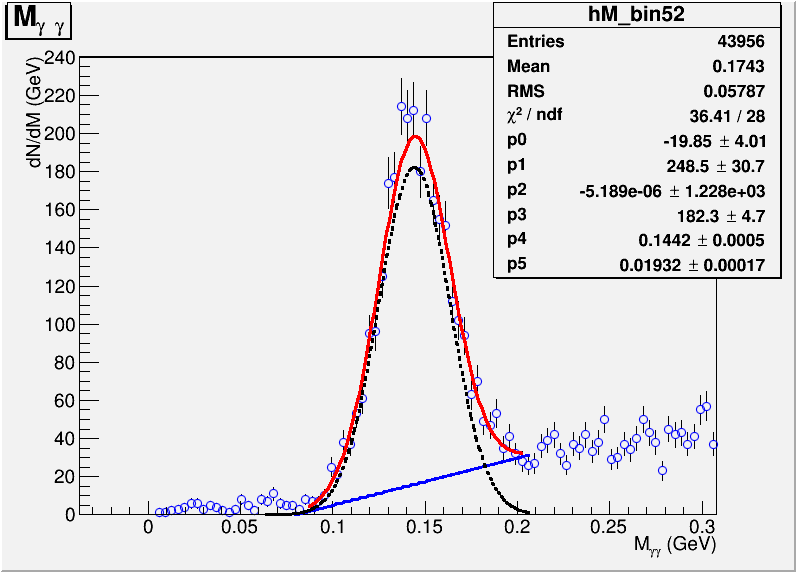 M γ γ
hM_bin52
Entries 43956
Mean 0.1743
RMS 0.05787
χ² / ndf 36.41 / 28
p0 -19.85 ± 4.01
p1 248.5 ± 30.7
p2 -5.189e-06 ± 1.228e+03
p3 182.3 ± 4.7
p4 0.1442 ± 0.0005
p5 0.01932 ± 0.00017
dN/dM (GeV)
240
220
200
180
160
140
120
100
80
60
40
20
0
0 0.05 0.1 0.15 0.2 0.25 0.3
Mγγ (GeV)